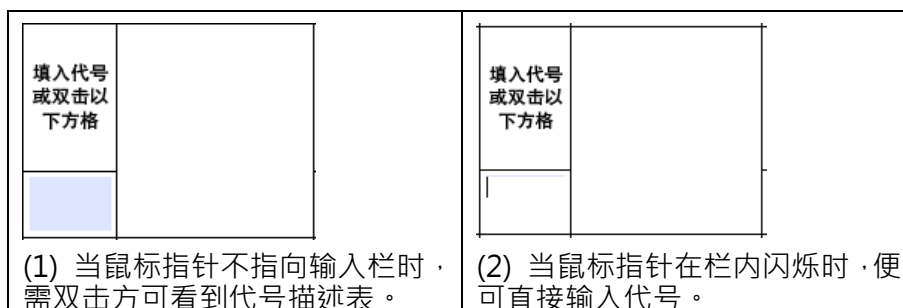 填入代号
或双击以
下方格
(1) 当鼠标指针不指向输入栏时，
需双击方可看到代号描述表。
填入代号
或双击以
下方格
(2) 当鼠标指针在栏内闪烁时，便
可直接输入代号。